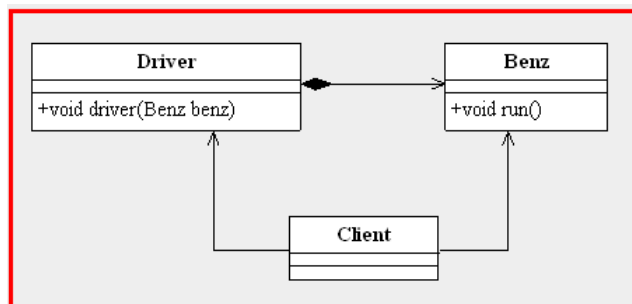 Driver
+void driver(Benz benz)
Benz
+void run()
Client